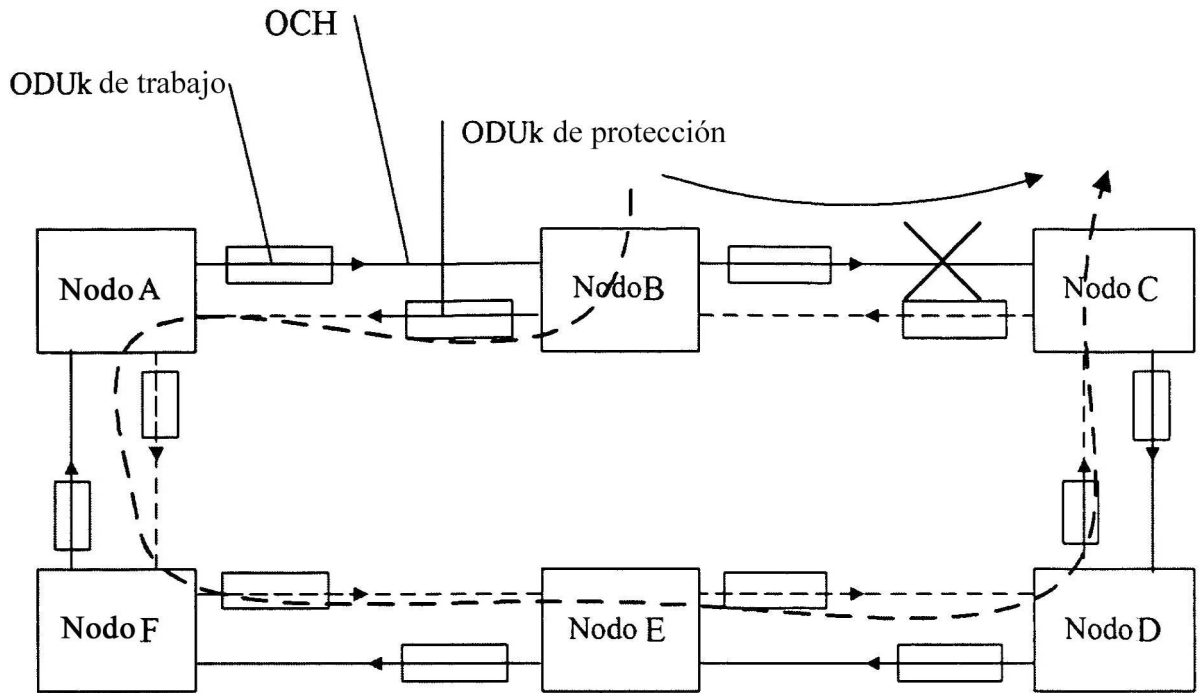 OCH
ODUk de trabajo
ODUk de protección
Nodo A
Nodo B
Nodo C
Nodo F
Nodo E
Nodo D